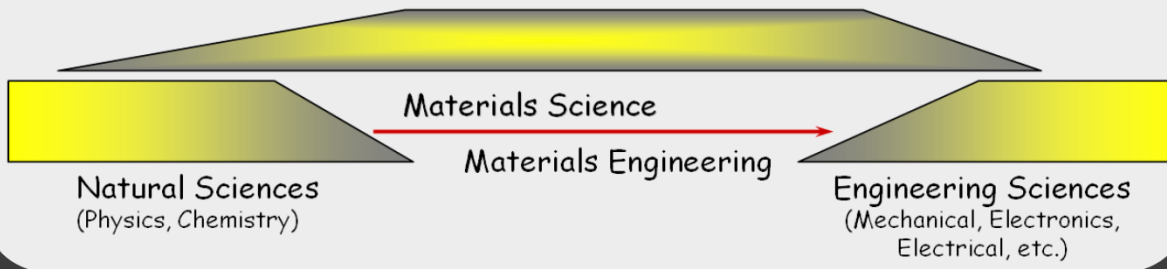 Materials Science
Materials Engineering
Natural Sciences
(Physics, Chemistry)
Engineering Sciences
(Mechanical, Electronics,
Electrical, etc.)